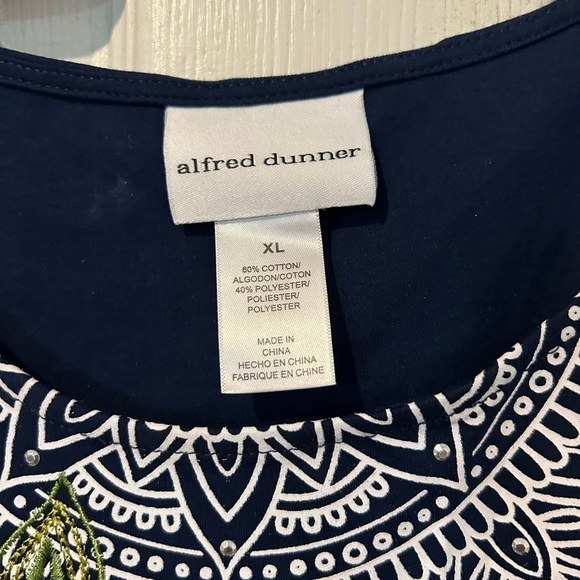 alfred dunner
XL
60% COTTON/
ALGODON/COTON
40% POLYESTER/
POLIESTER/
POLYESTER
MADE IN
CHINA
HECHO EN CHINA
FABRIQUE EN CHINE